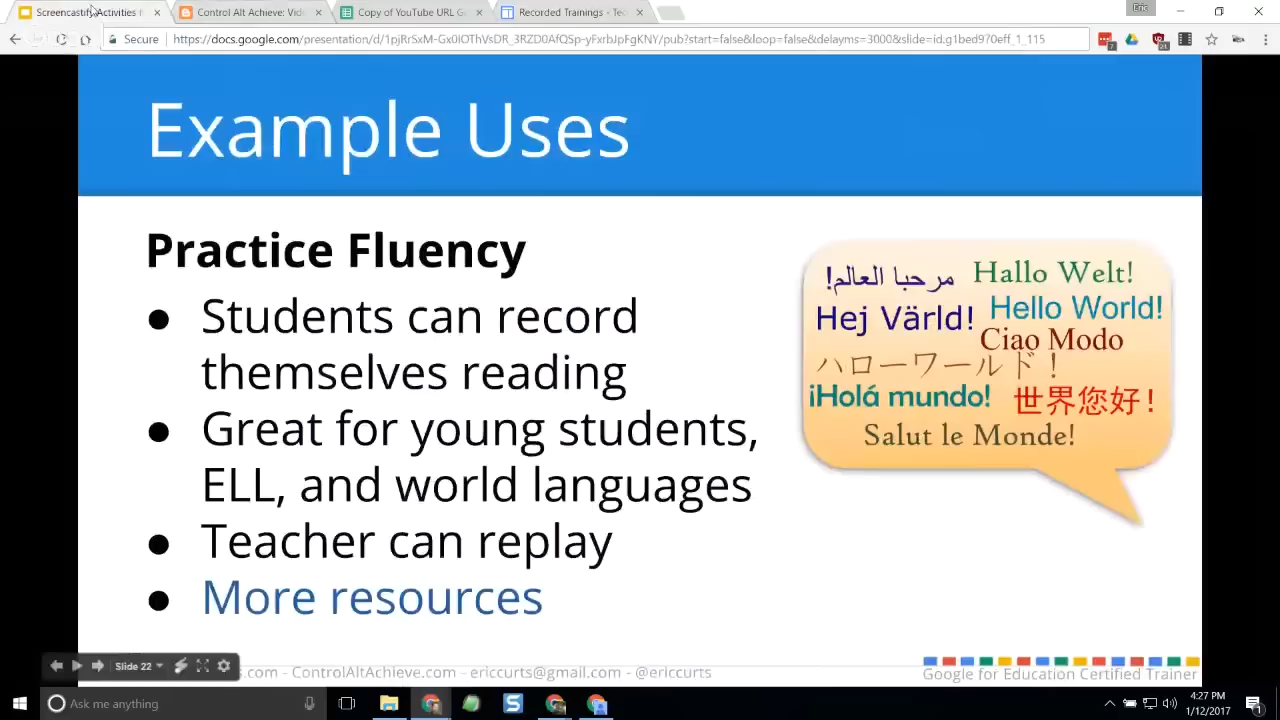 Screencastify Activities
Control Alt Achieve: Vid
Copy of YouTube URL G
Recorded Trainings - Te
Eric
Secure
https://docs.google.com/presentation/d/1pjRrSxM-Gx0IOThVsDR_3RZD0AfQSp-yFxrbJpFgKNY/pub?start=false&loop=false&delayms=3000&slide=id.g1bed970eff_1_115
Example Uses
Practice Fluency
● Students can record
themselves reading
● Great for young students,
ELL, and world languages
● Teacher can replay
● More resources
مرحبا العالم!
Hallo Welt!
Hej Värld!
Hello World!
Ciao Modo
ハローワールド！
¡Holá mundo!
世界您好!
Salut le Monde!
Slide 22
s.com - ControlAltAchieve.com - ericcurts@gmail.com - @ericcurts
Google for Education Certified Trainer
Ask me anything
4:27 PM
1/12/2017